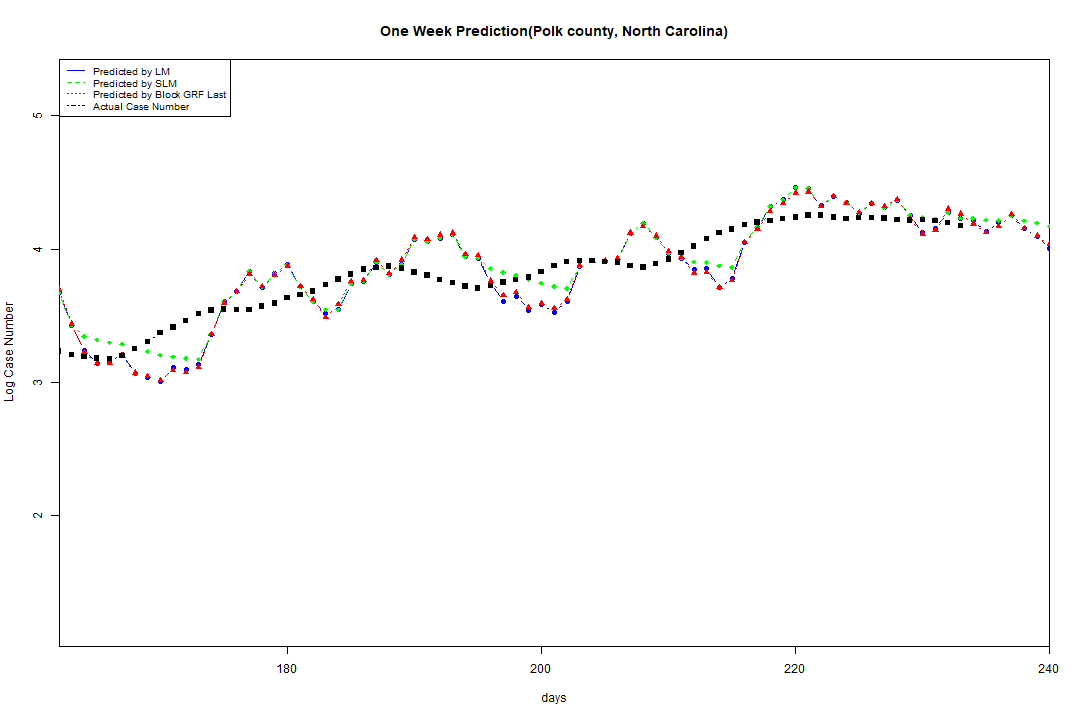 One Week Prediction(Polk county, North Carolina)
Predicted by LM
Predicted by SLM
Predicted by Block GRF Last
Actual Case Number
5
4
3
2
Log Case Number
180 200 220 240
days